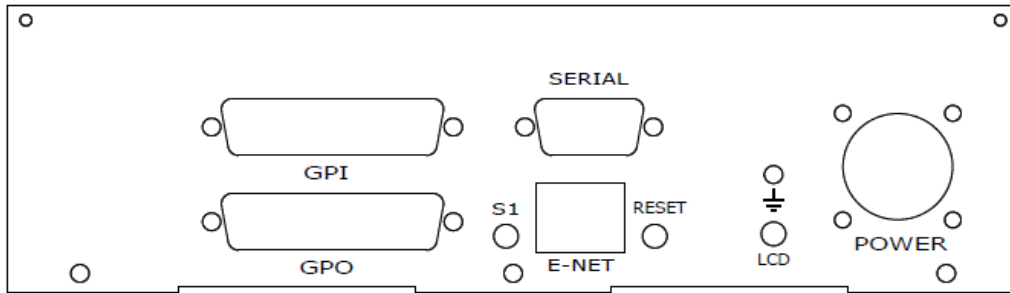 SERIAL
GPI
S1
RESET
GPO
E-NET
LCD
POWER